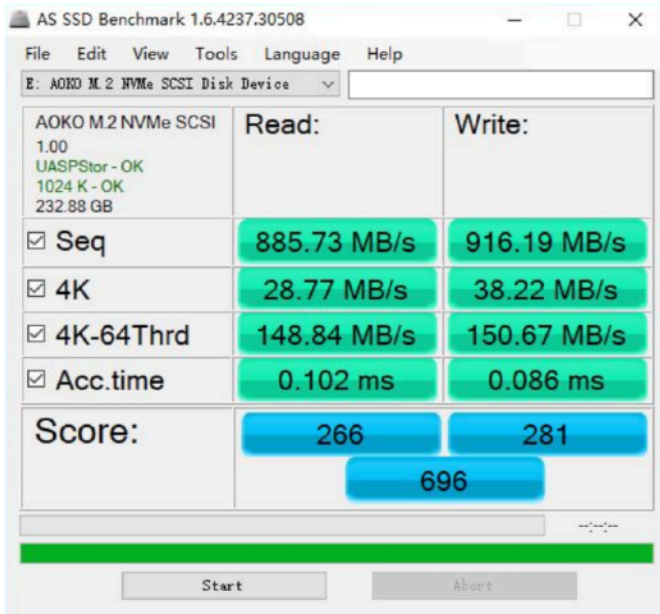 AS SSD Benchmark 1.6.4237.30508
File Edit View Tools Language Help
E: AOKO M.2 NVMe SCSI Disk Device
AOKO M.2 NVMe SCSI
1.00
UASPStor - OK
1024 K - OK
232.88 GB
Read: Write:
Seq 885.73 MB/s 916.19 MB/s
4K 28.77 MB/s 38.22 MB/s
4K-64Thrd 148.84 MB/s 150.67 MB/s
Acc.time 0.102 ms 0.086 ms
Score: 266 281
696
--:--:--
Start Abort